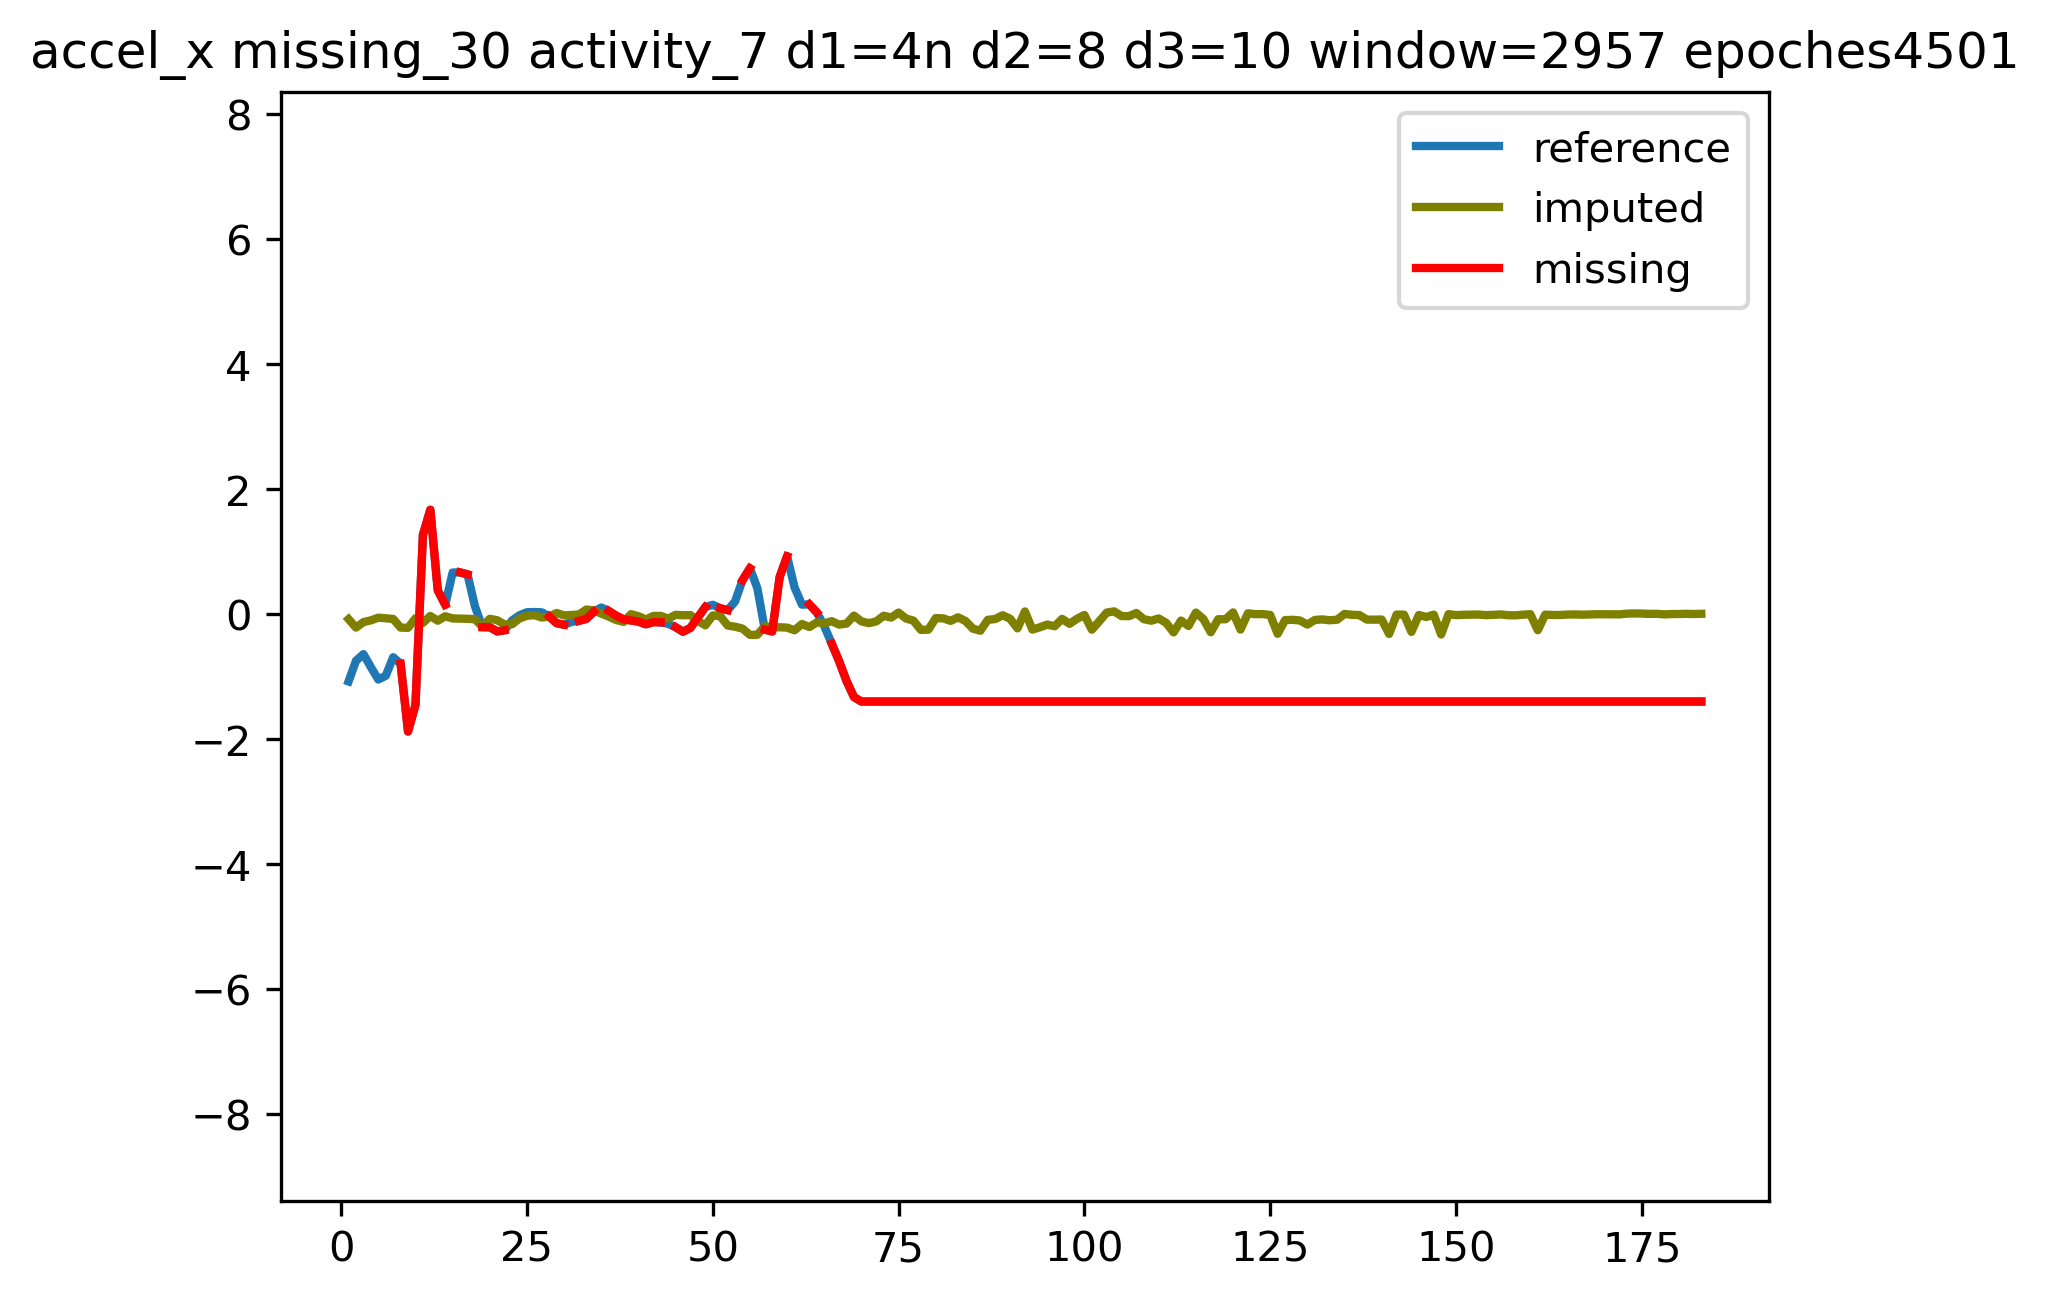 accel_x missing_30 activity_7 d1=4n d2=8 d3=10 window=2957 epoches4501
8
6
4
2
0
−2
−4
−6
−8
reference
imputed
missing
0 25 50 75 100 125 150 175